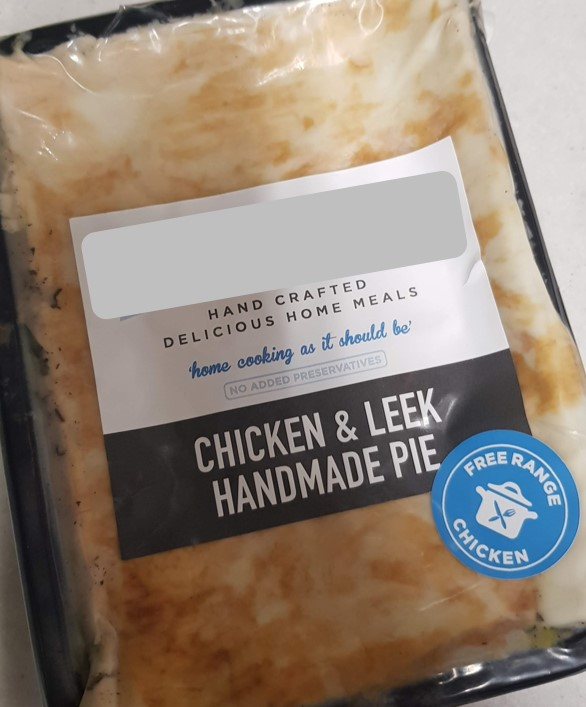 HAND CRAFTED
DELICIOUS HOME MEALS
'home cooking as it should be'
NO ADDED PRESERVATIVES
CHICKEN & LEEK
HANDMADE PIE
FREE RANGE
CHICKEN